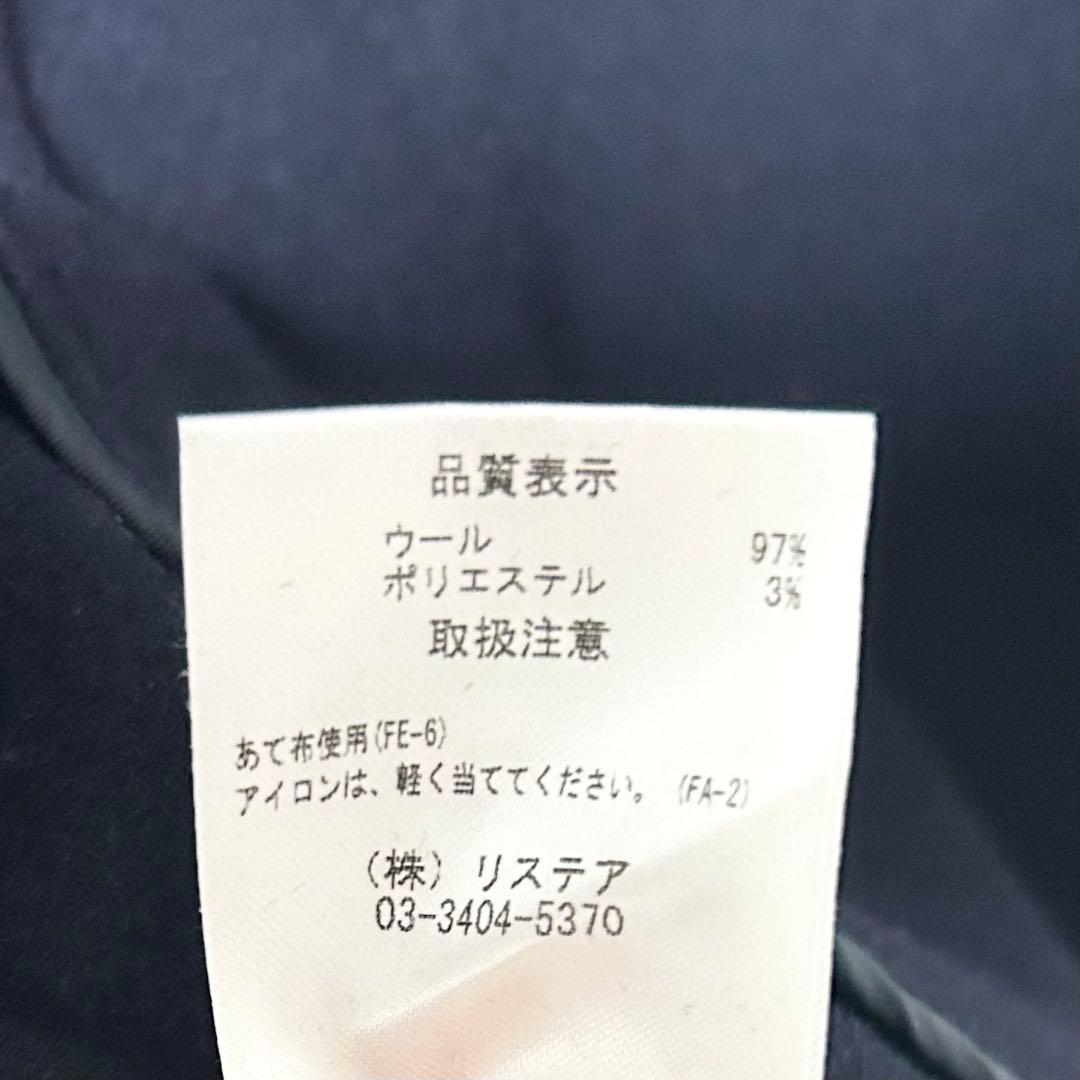 品質表示
ウール 97%
ポリエステル 3%
取扱注意
あて布使用(FE-6)
アイロンは、軽く当ててください。 (FA-2)
(株) リステア
03-3404-5370